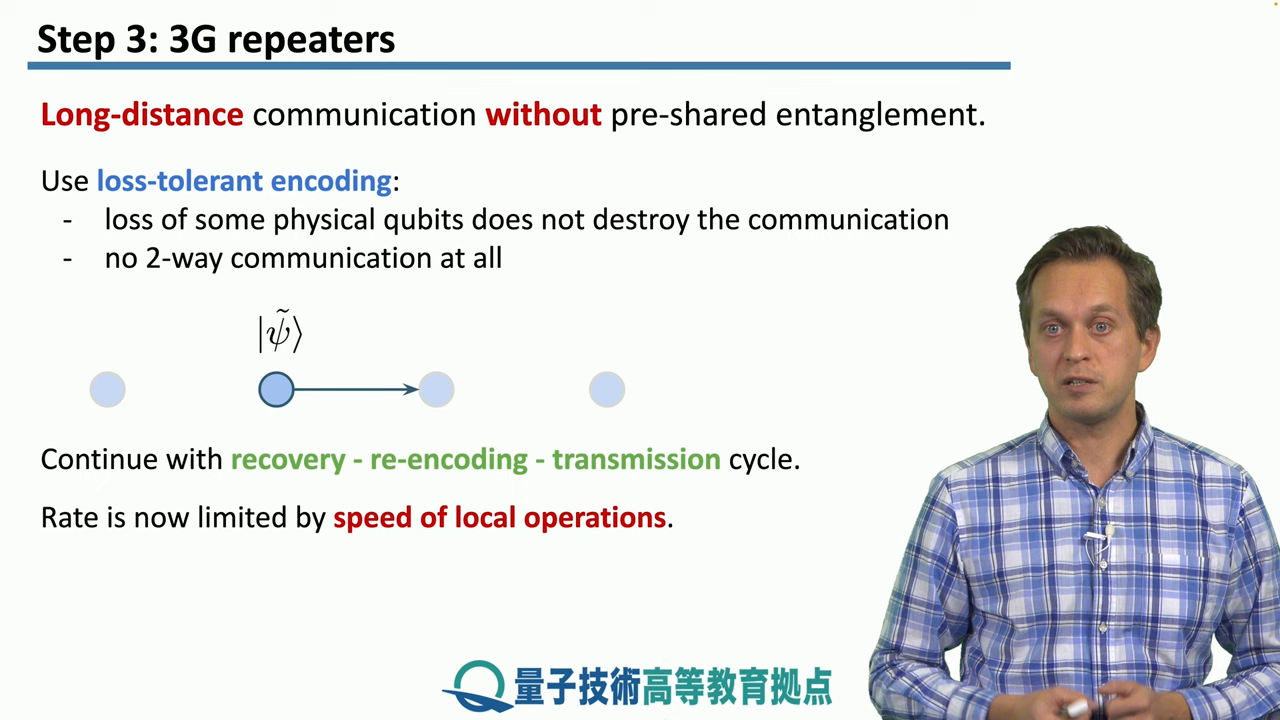 Step 3: 3G repeaters
Long-distance communication without pre-shared entanglement.
Use loss-tolerant encoding:
- loss of some physical qubits does not destroy the communication
- no 2-way communication at all
|ψ̃⟩
Continue with recovery - re-encoding - transmission cycle.
Rate is now limited by speed of local operations.
量子技術高等教育拠点